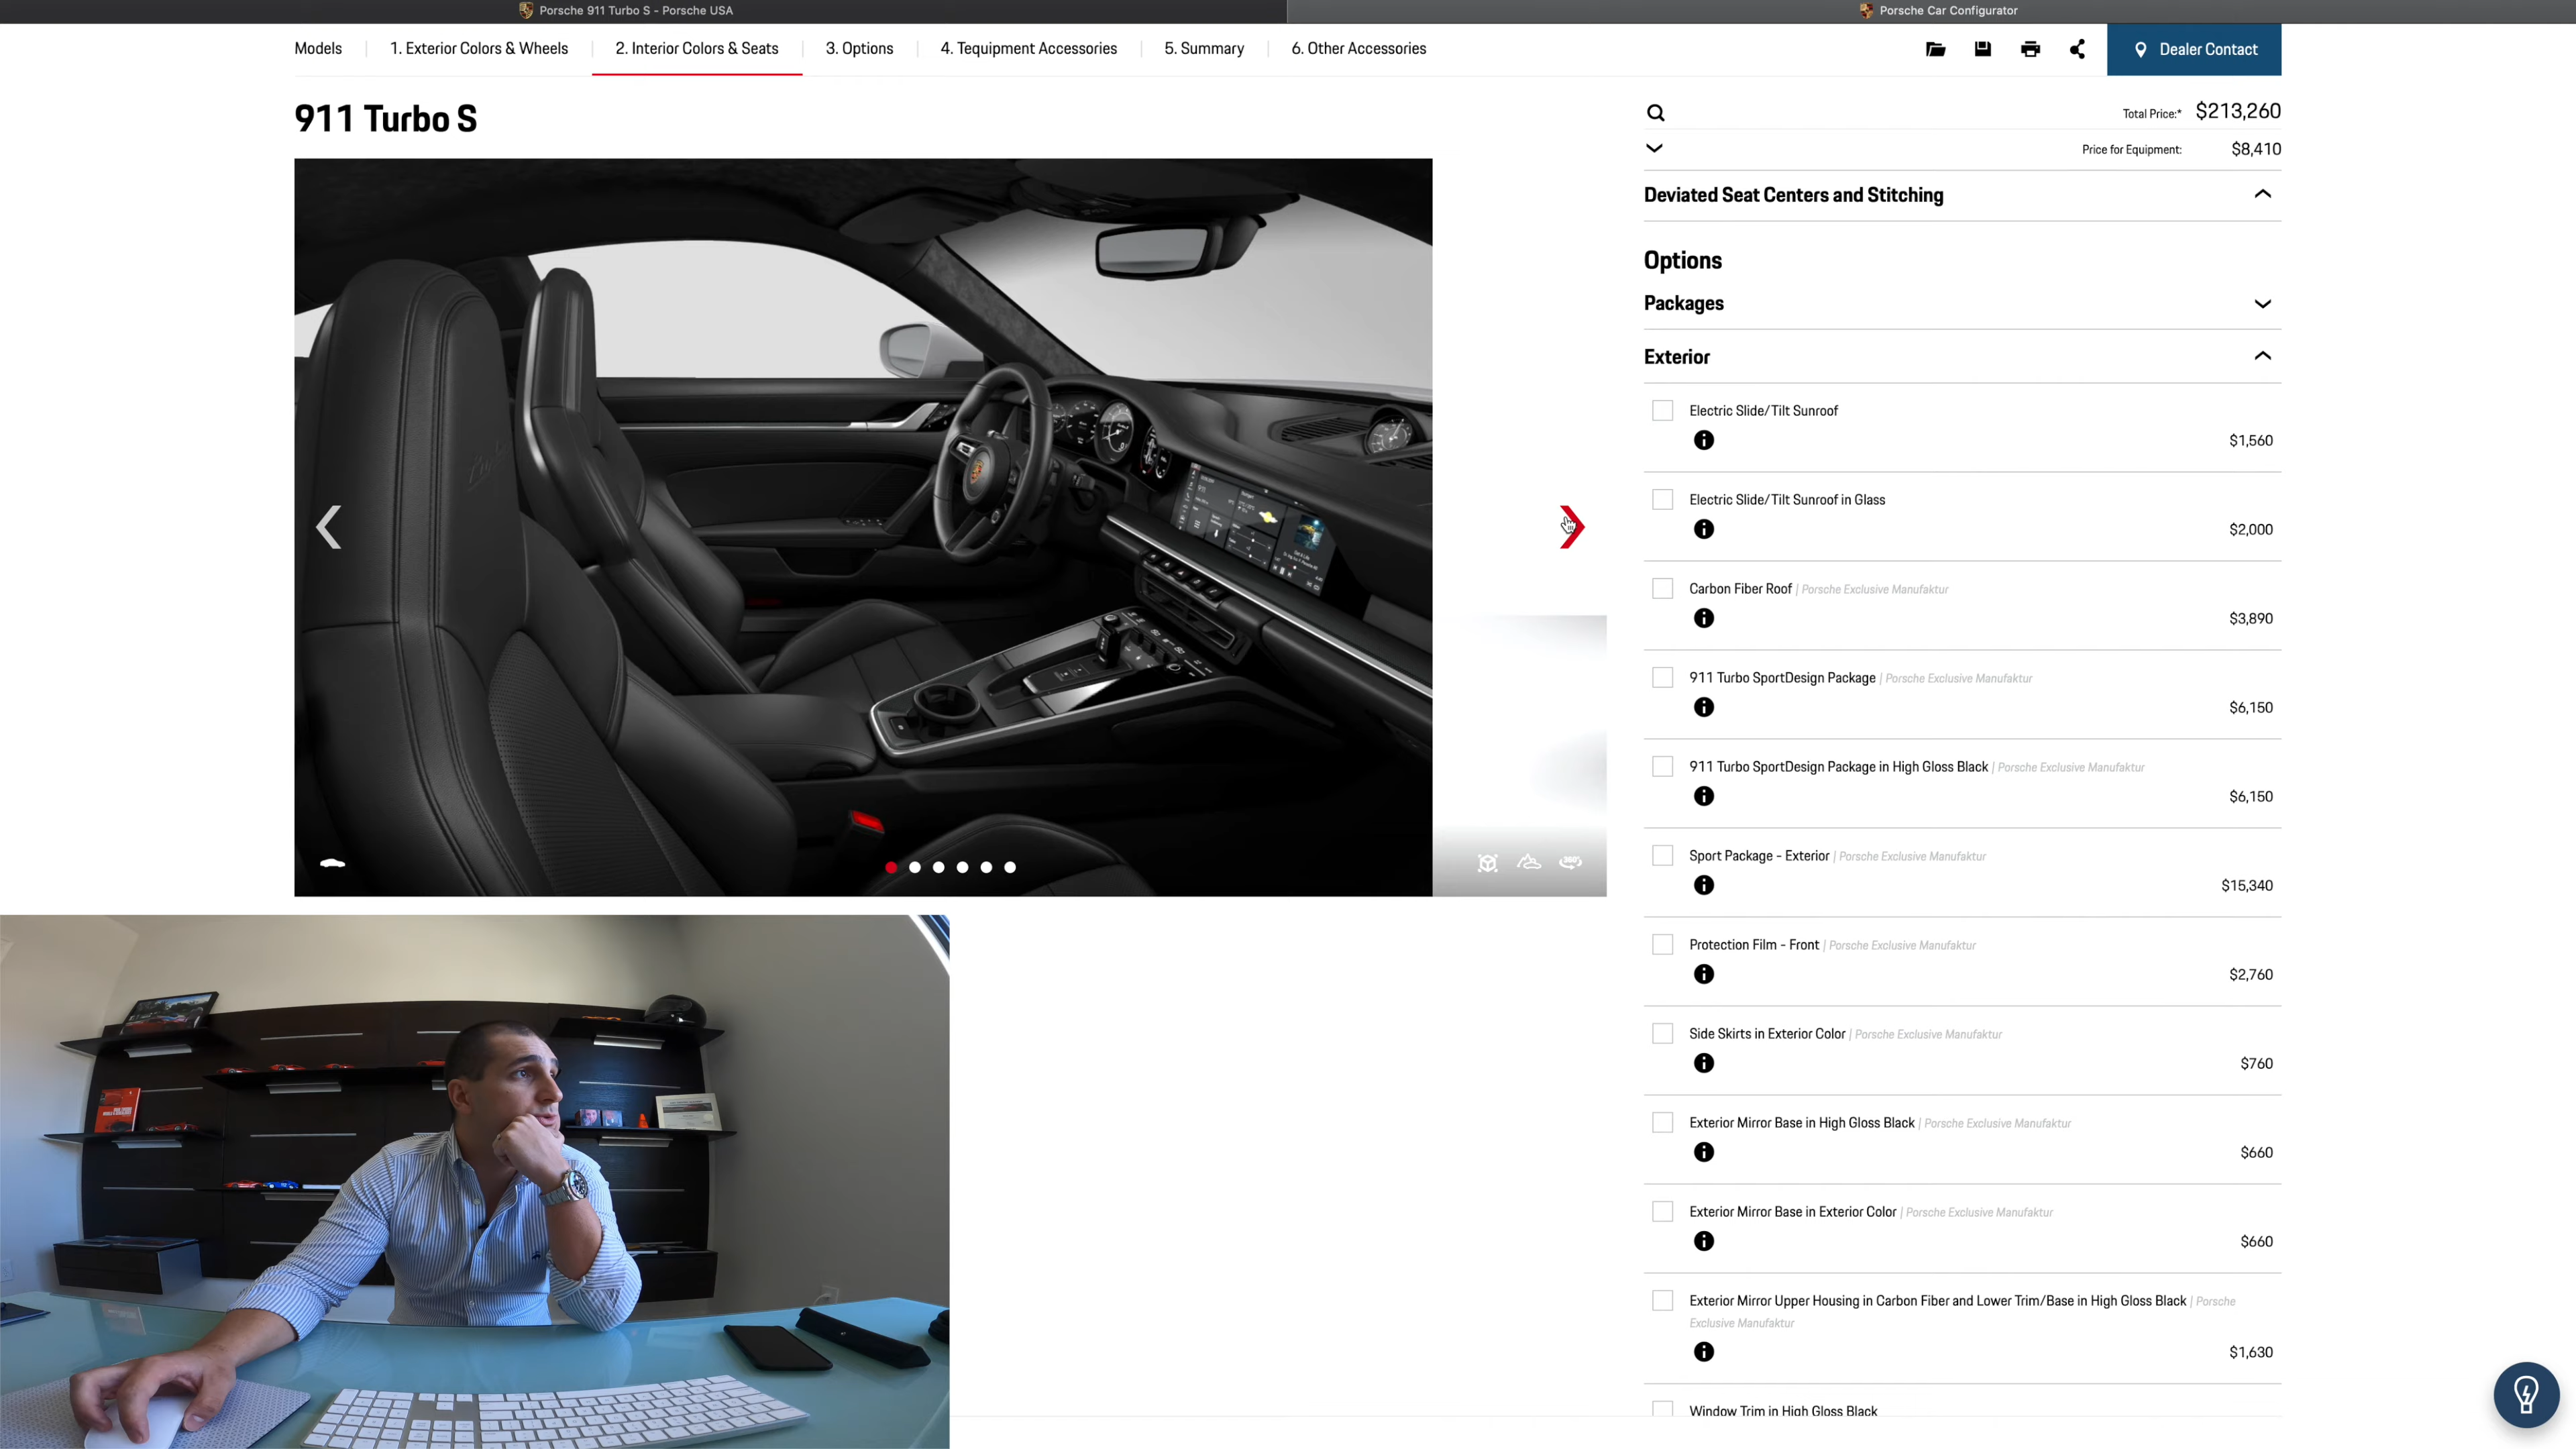 Porsche 911 Turbo S - Porsche USA
Porsche Car Configurator
Models
1. Exterior Colors & Wheels
2. Interior Colors & Seats
3. Options
4. Tequipment Accessories
5. Summary
6. Other Accessories
Dealer Contact
911 Turbo S
Total Price:* $213,260
Price for Equipment: $8,410
Deviated Seat Centers and Stitching
Options
Packages
Exterior
Electric Slide/Tilt Sunroof
$1,560
Electric Slide/Tilt Sunroof in Glass
$2,000
Carbon Fiber Roof | Porsche Exclusive Manufaktur
$3,890
911 Turbo SportDesign Package | Porsche Exclusive Manufaktur
$6,150
911 Turbo SportDesign Package in High Gloss Black | Porsche Exclusive Manufaktur
$6,150
Sport Package - Exterior | Porsche Exclusive Manufaktur
$15,340
Protection Film - Front | Porsche Exclusive Manufaktur
$2,760
Side Skirts in Exterior Color | Porsche Exclusive Manufaktur
$760
Exterior Mirror Base in High Gloss Black | Porsche Exclusive Manufaktur
$660
Exterior Mirror Base in Exterior Color | Porsche Exclusive Manufaktur
$660
Exterior Mirror Upper Housing in Carbon Fiber and Lower Trim/Base in High Gloss Black | Porsche
Exclusive Manufaktur
$1,630
Window Trim in High Gloss Black